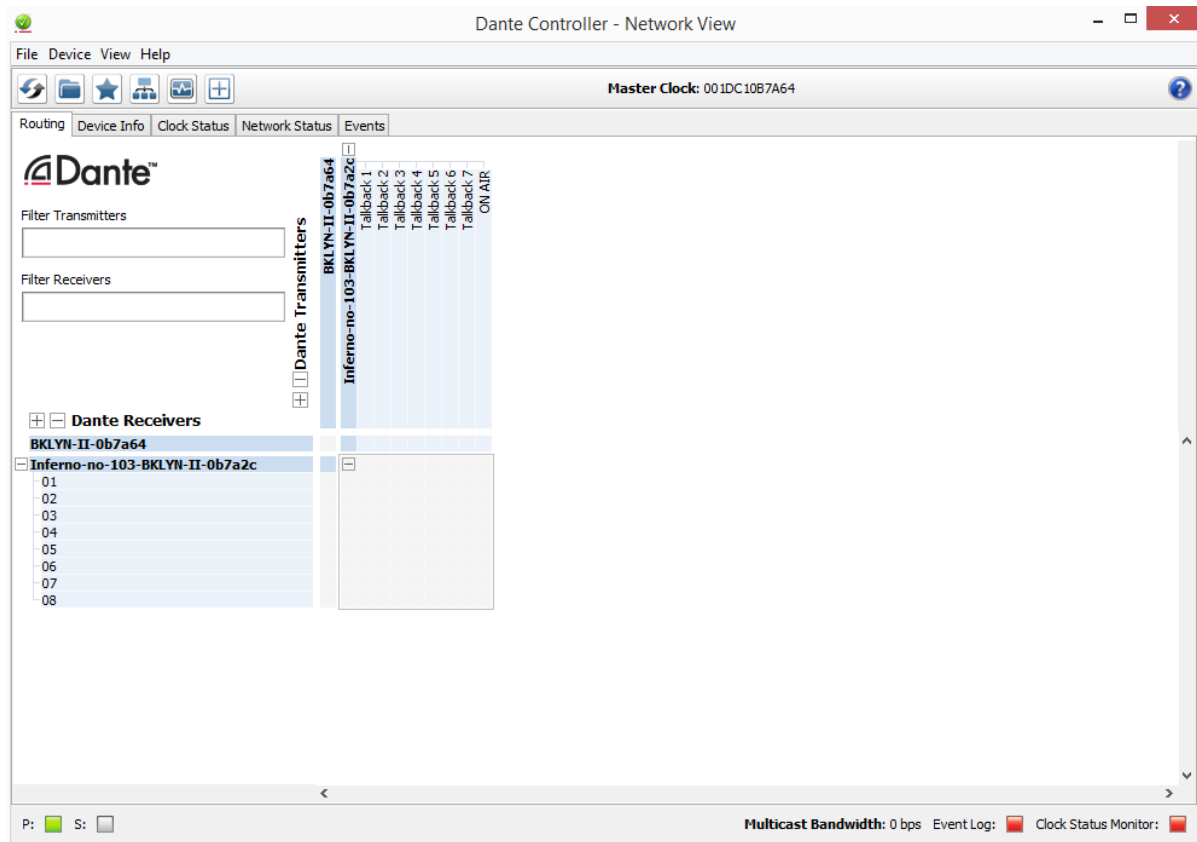 Dante Controller - Network View
File Device View Help
Master Clock: 001DC10B7A64
Routing Device Info Clock Status Network Status Events
Dante™
Filter Transmitters
Filter Receivers
Dante Transmitters
BKLYN-II-0b7a64
Inferno-no-103-BKLYN-II-0b7a2c
Talkback 1
Talkback 2
Talkback 3
Talkback 4
Talkback 5
Talkback 6
Talkback 7
ON AIR
Dante Receivers
BKLYN-II-0b7a64
Inferno-no-103-BKLYN-II-0b7a2c
01
02
03
04
05
06
07
08
P: S: Multicast Bandwidth: 0 bps Event Log: Clock Status Monitor: